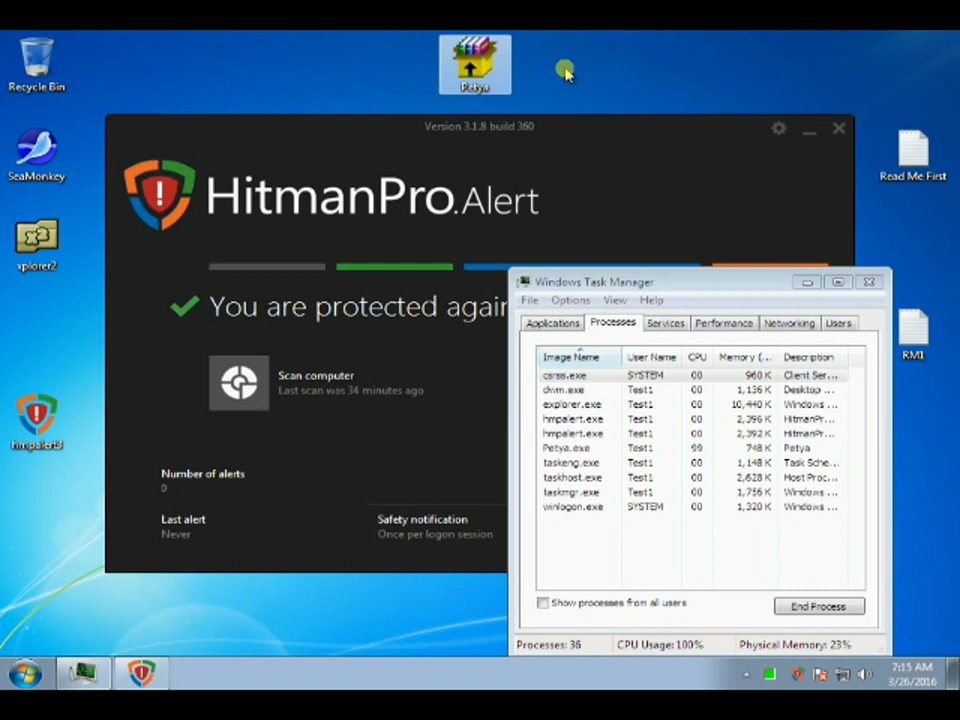 Recycle Bin
Petya
Version 3.1.8 build 360
HitmanPro.Alert
SeaMonkey
Read Me First
xplorer2
You are protected again
Scan computer
Last scan was 34 minutes ago
Number of alerts
0
Last alert
Never
Safety notification
Once per logon session
hmpalert3
RM1
Windows Task Manager
File Options View Help
Applications Processes Services Performance Networking Users
Image Name User Name CPU Memory (... Description
csrss.exe SYSTEM 00 960 K Client Ser...
dwm.exe Test1 00 1,136 K Desktop ...
explorer.exe Test1 00 10,440 K Windows ...
hmpalert.exe Test1 00 2,396 K HitmanPr...
hmpalert.exe Test1 00 2,392 K HitmanPr...
Petya.exe Test1 99 748 K Petya
taskeng.exe Test1 00 1,148 K Task Sche...
taskhost.exe Test1 00 2,628 K Host Proc...
taskmgr.exe Test1 00 1,756 K Windows ...
winlogon.exe SYSTEM 00 1,320 K Windows ...
Show processes from all users
End Process
Processes: 36 CPU Usage: 100% Physical Memory: 23%
7:15 AM
3/26/2016